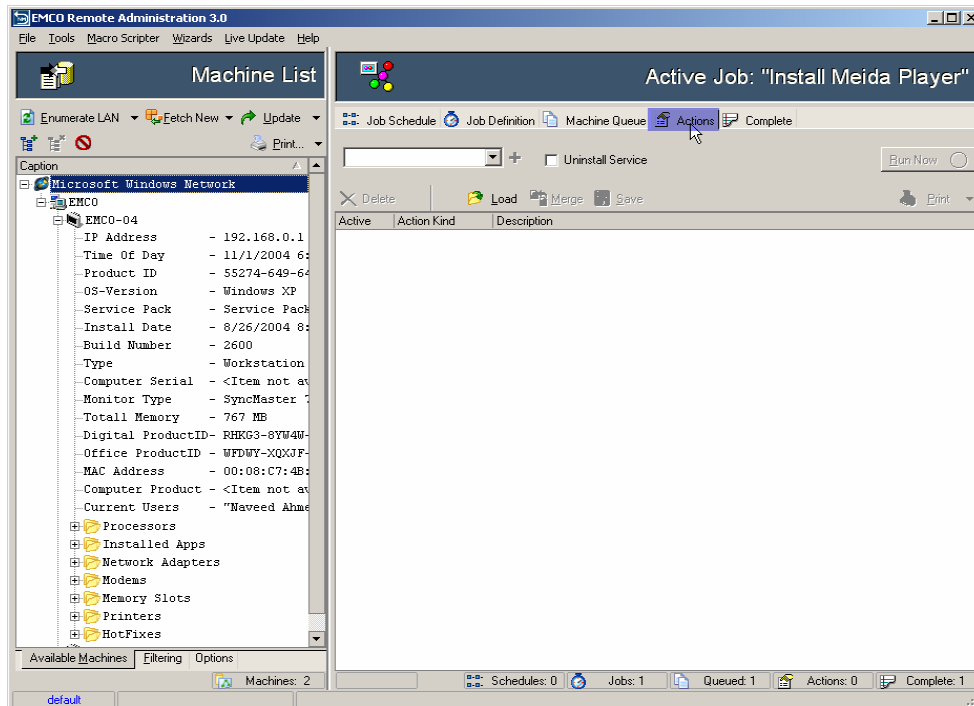 EMCO Remote Administration 3.0
File Tools Macro Scripter Wizards Live Update Help
Machine List
Active Job: "Install Meida Player"
Enumerate LAN Fetch New Update
Print...
Job Schedule Job Definition Machine Queue Actions Complete
Uninstall Service
Run Now
Delete Load Merge Save Print
Caption
Active Action Kind Description
Microsoft Windows Network
EMCO
EMCO-04
IP Address - 192.168.0.1
Time Of Day - 11/1/2004 6:
Product ID - 55274-649-64
OS-Version - Windows XP
Service Pack - Service Pack
Install Date - 8/26/2004 8:
Build Number - 2600
Type - Workstation
Computer Serial - <Item not av
Monitor Type - SyncMaster 7
Totall Memory - 767 MB
Digital ProductID- RHKG3-8YW4W-
Office ProductID - WFDWY-XQXJF-
MAC Address - 00:08:C7:4B:
Computer Product - <Item not av
Current Users - "Naveed Ahme
Processors
Installed Apps
Network Adapters
Modems
Memory Slots
Printers
HotFixes
Available Machines Filtering Options
Machines: 2
Schedules: 0 Jobs: 1 Queued: 1 Actions: 0 Complete: 1
default